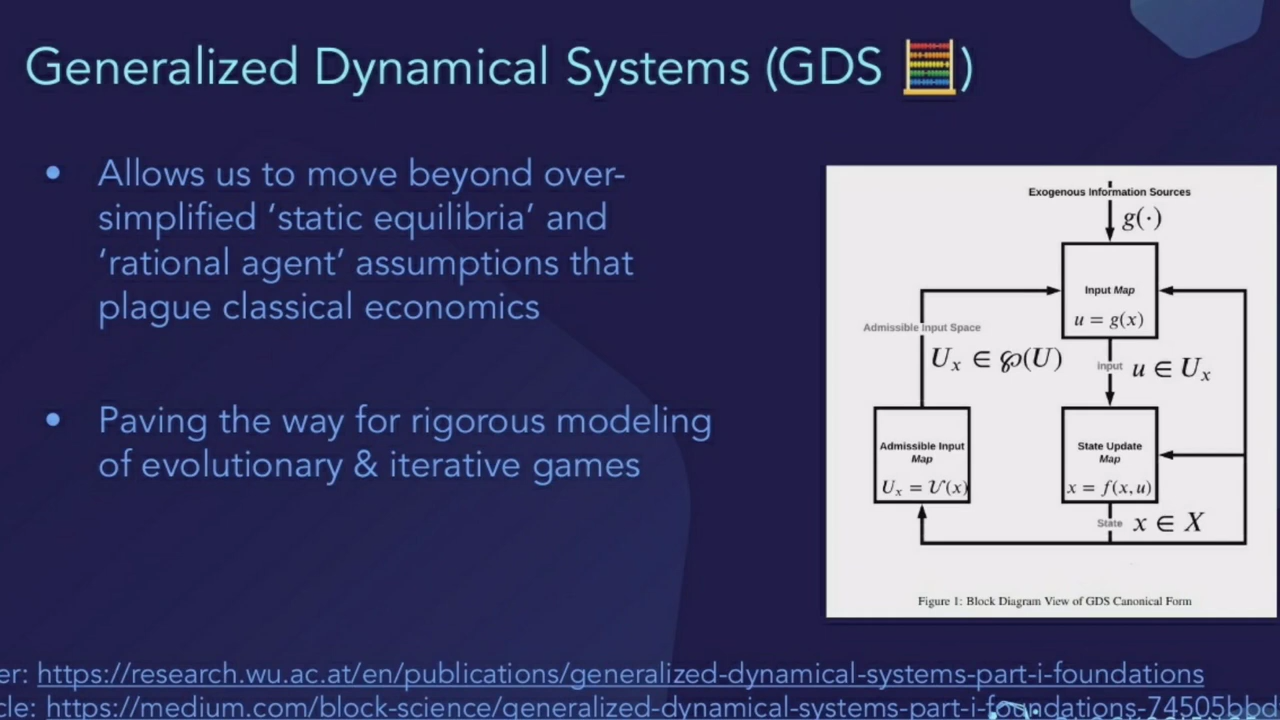 Generalized Dynamical Systems (GDS 🧮)
• Allows us to move beyond over-
simplified ‘static equilibria’ and
‘rational agent’ assumptions that
plague classical economics
• Paving the way for rigorous modeling
of evolutionary & iterative games
Exogenous Information Sources
g(·)
Input Map
u = g(x)
Admissible Input Space
U_x ∈ ℘(U)
Input u ∈ U_x
Admissible Input
Map
U_x = 𝒰(x)
State Update
Map
x = f(x, u)
State x ∈ X
Figure 1: Block Diagram View of GDS Canonical Form
er: https://research.wu.ac.at/en/publications/generalized-dynamical-systems-part-i-foundations
cle: https://medium.com/block-science/generalized-dynamical-systems-part-i-foundations-74505bbd